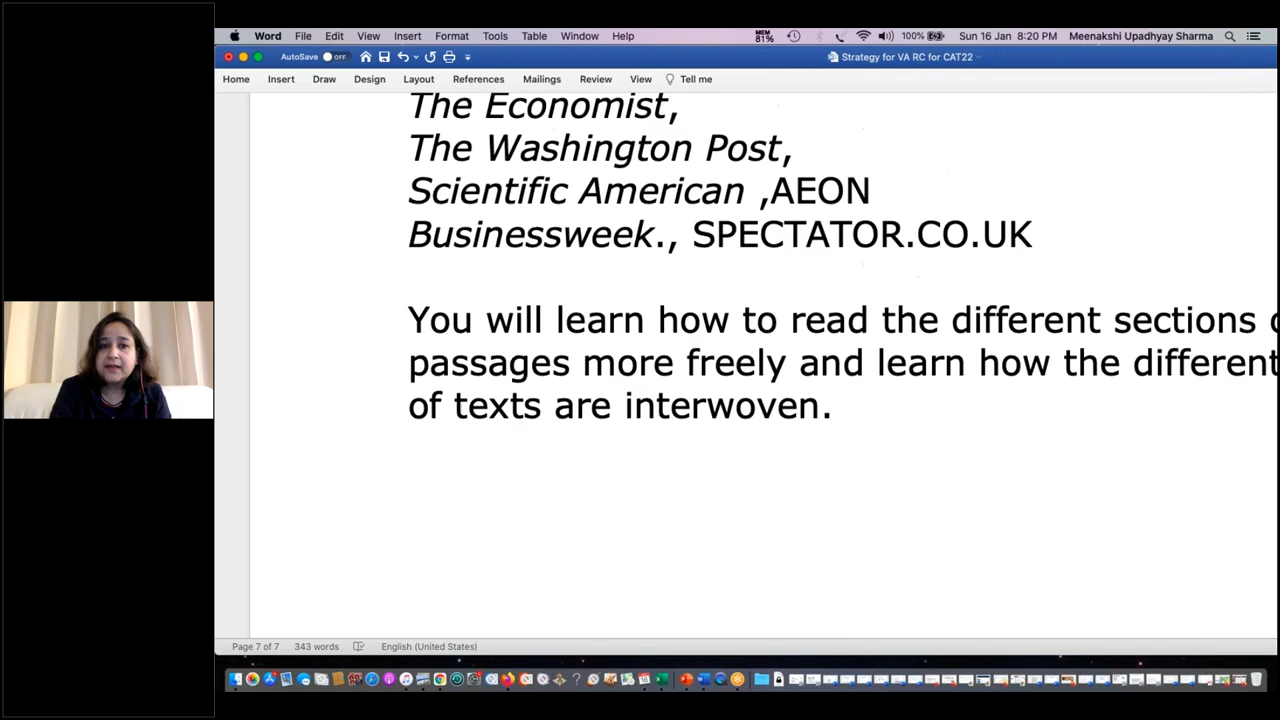 Word File Edit View Insert Format Tools Table Window Help MEM 81% 100% Sun 16 Jan 8:20 PM Meenakshi Upadhyay Sharma
AutoSave OFF Strategy for VA RC for CAT22
Home Insert Draw Design Layout References Mailings Review View Tell me
The Economist,
The Washington Post,
Scientific American ,AEON
Businessweek., SPECTATOR.CO.UK
You will learn how to read the different sections
passages more freely and learn how the different
of texts are interwoven.
Page 7 of 7 343 words English (United States)